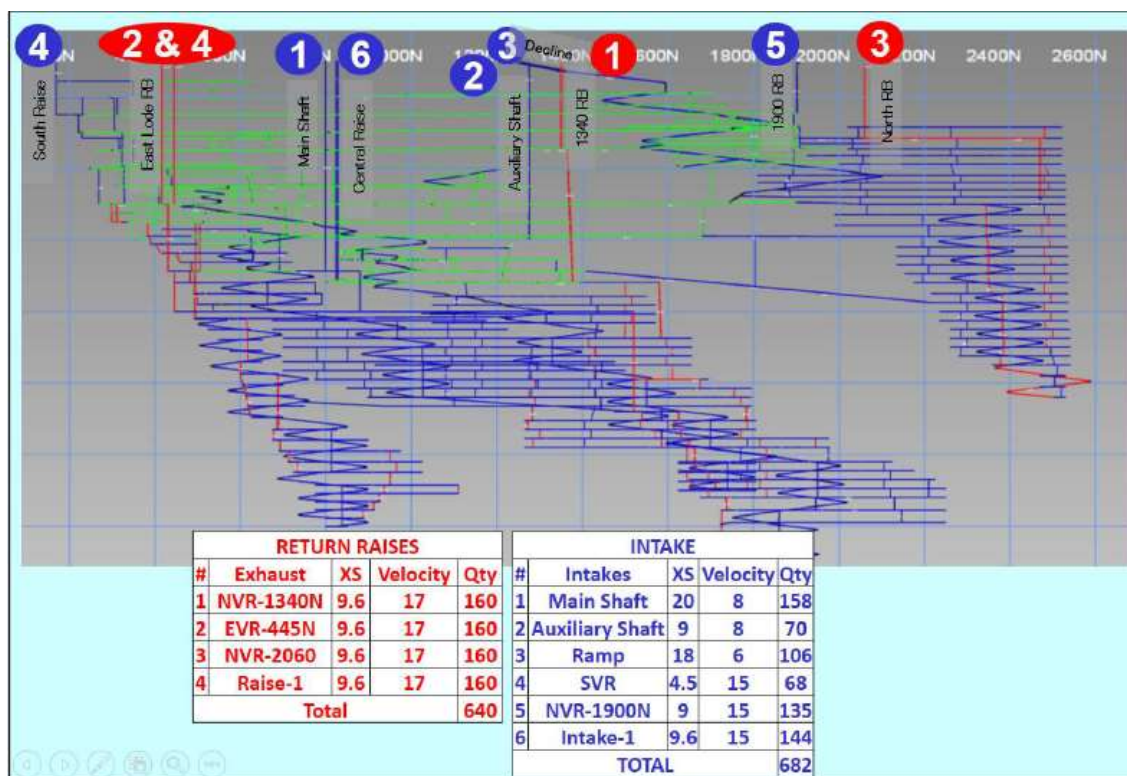 4
2 & 4
1
6
3
Decline
1
1800N
5
2000N
3
2400N
2600N
2
South Raise
East Lode RB
Main Shaft
Central Raise
Auxiliary Shaft
1340 RB
1900 RB
North RB
RETURN RAISES
# Exhaust XS Velocity Qty
1 NVR-1340N 9.6 17 160
2 EVR-445N 9.6 17 160
3 NVR-2060 9.6 17 160
4 Raise-1 9.6 17 160
Total 640
INTAKE
# Intakes XS Velocity Qty
1 Main Shaft 20 8 158
2 Auxiliary Shaft 9 8 70
3 Ramp 18 6 106
4 SVR 4.5 15 68
5 NVR-1900N 9 15 135
6 Intake-1 9.6 15 144
TOTAL 682